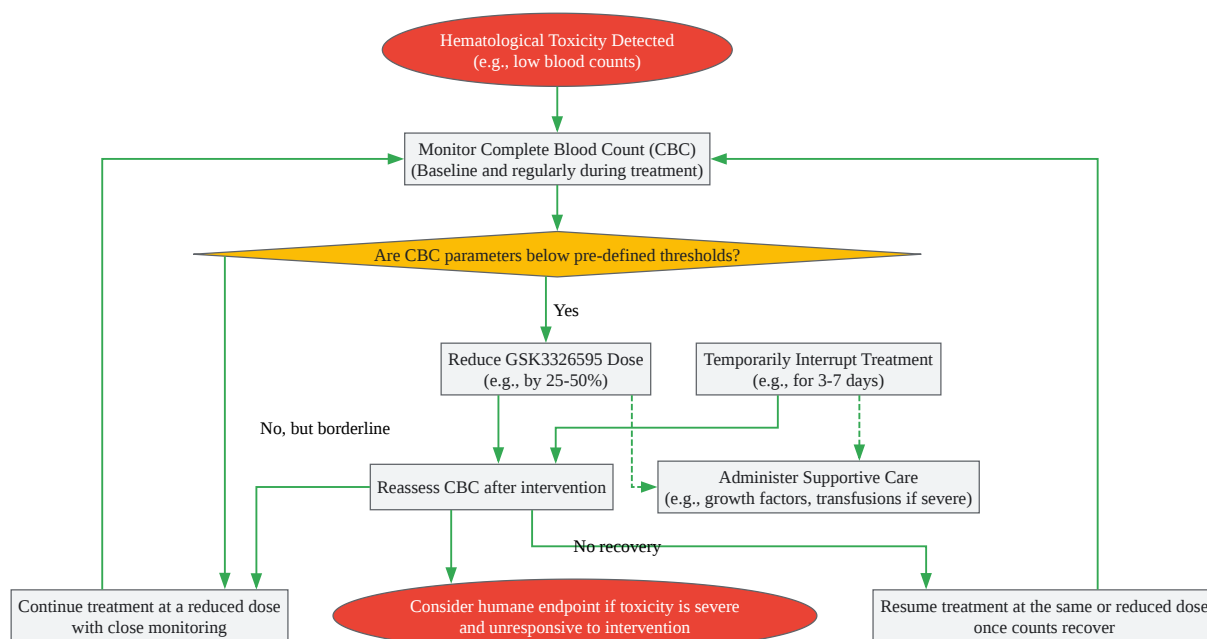 Hematological Toxicity Detected
(e.g., low blood counts)
Monitor Complete Blood Count (CBC)
(Baseline and regularly during treatment)
Are CBC parameters below pre-defined thresholds?
Yes
Reduce GSK3326595 Dose
(e.g., by 25-50%)
Temporarily Interrupt Treatment
(e.g., for 3-7 days)
No, but borderline
Reassess CBC after intervention
Administer Supportive Care
(e.g., growth factors, transfusions if severe)
No recovery
Continue treatment at a reduced dose
with close monitoring
Consider humane endpoint if toxicity is severe
and unresponsive to intervention
Resume treatment at the same or reduced dose
once counts recover